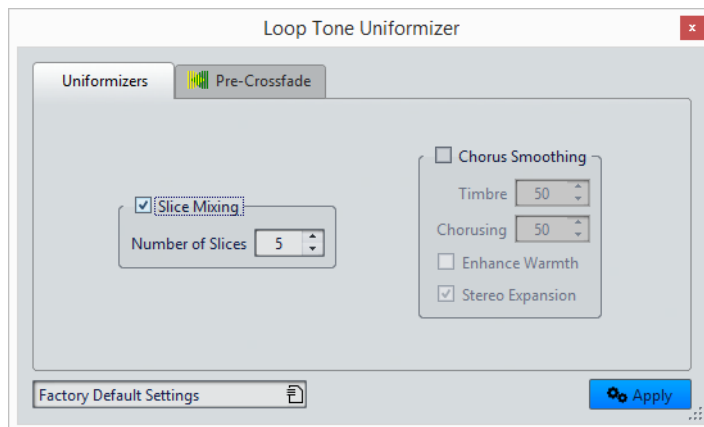 Loop Tone Uniformizer
x
Uniformizers
Pre-Crossfade
Slice Mixing
Number of Slices 5
Chorus Smoothing
Timbre 50
Chorusing 50
Enhance Warmth
Stereo Expansion
Factory Default Settings
Apply